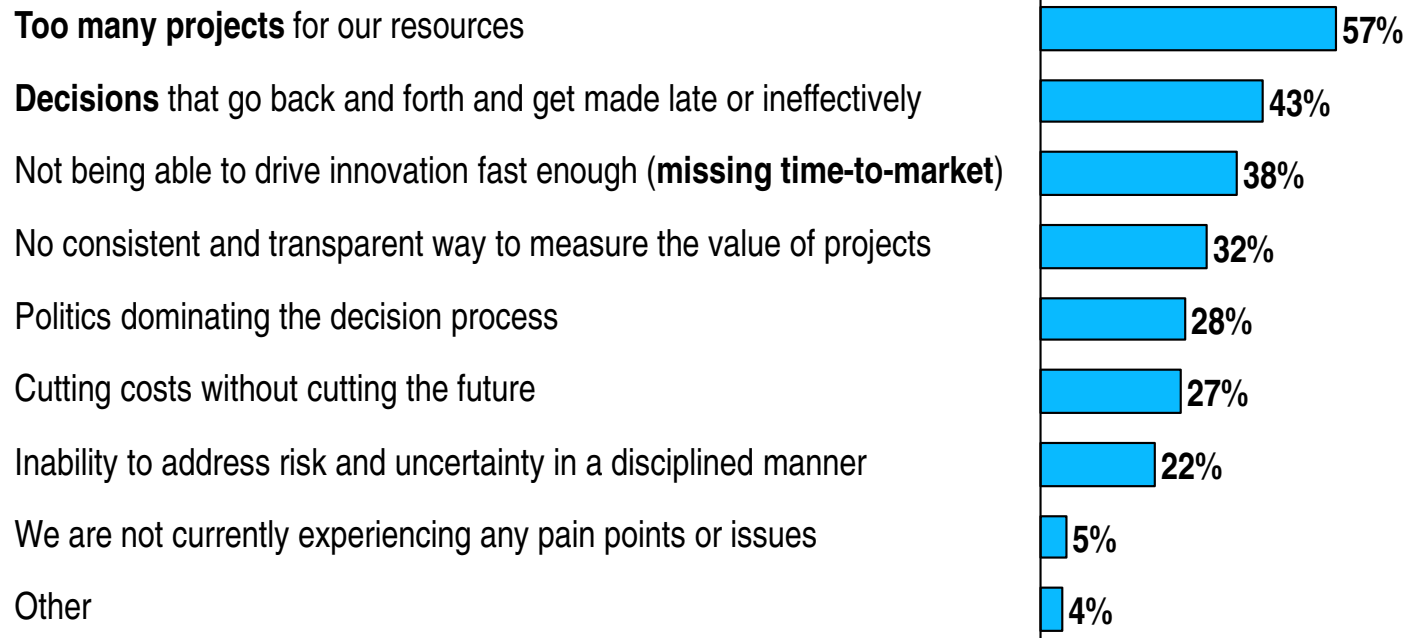 Too many projects for our resources 57%
Decisions that go back and forth and get made late or ineffectively 43%
Not being able to drive innovation fast enough (missing time-to-market) 38%
No consistent and transparent way to measure the value of projects 32%
Politics dominating the decision process 28%
Cutting costs without cutting the future 27%
Inability to address risk and uncertainty in a disciplined manner 22%
We are not currently experiencing any pain points or issues 5%
Other 4%